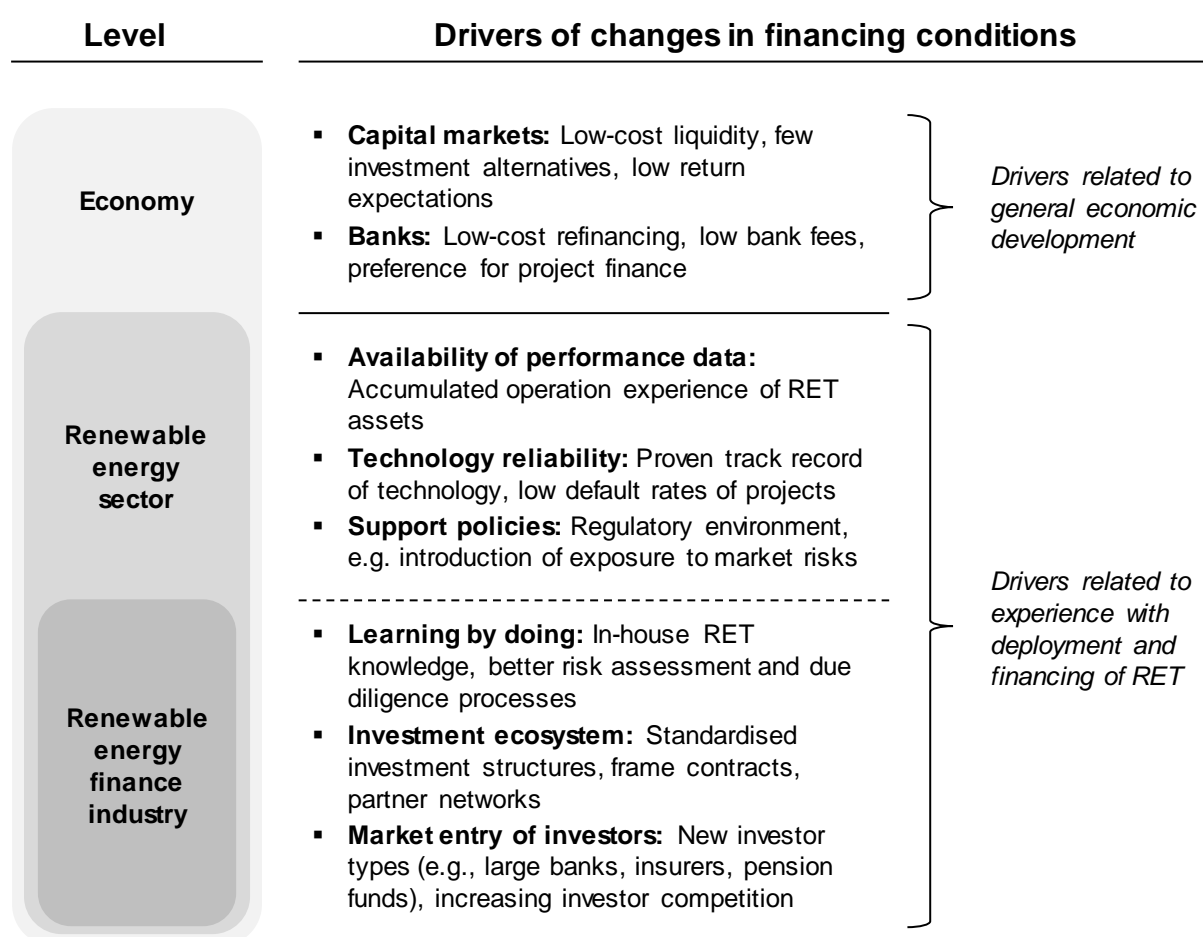 Level
Drivers of changes in financing conditions
Economy
▪ Capital markets: Low-cost liquidity, few
investment alternatives, low return
expectations
▪ Banks: Low-cost refinancing, low bank fees,
preference for project finance
Drivers related to
general economic
development
Renewable
energy
sector
▪ Availability of performance data:
Accumulated operation experience of RET
assets
▪ Technology reliability: Proven track record
of technology, low default rates of projects
▪ Support policies: Regulatory environment,
e.g. introduction of exposure to market risks
Renewable
energy
finance
industry
▪ Learning by doing: In-house RET
knowledge, better risk assessment and due
diligence processes
▪ Investment ecosystem: Standardised
investment structures, frame contracts,
partner networks
▪ Market entry of investors: New investor
types (e.g., large banks, insurers, pension
funds), increasing investor competition
Drivers related to
experience with
deployment and
financing of RET